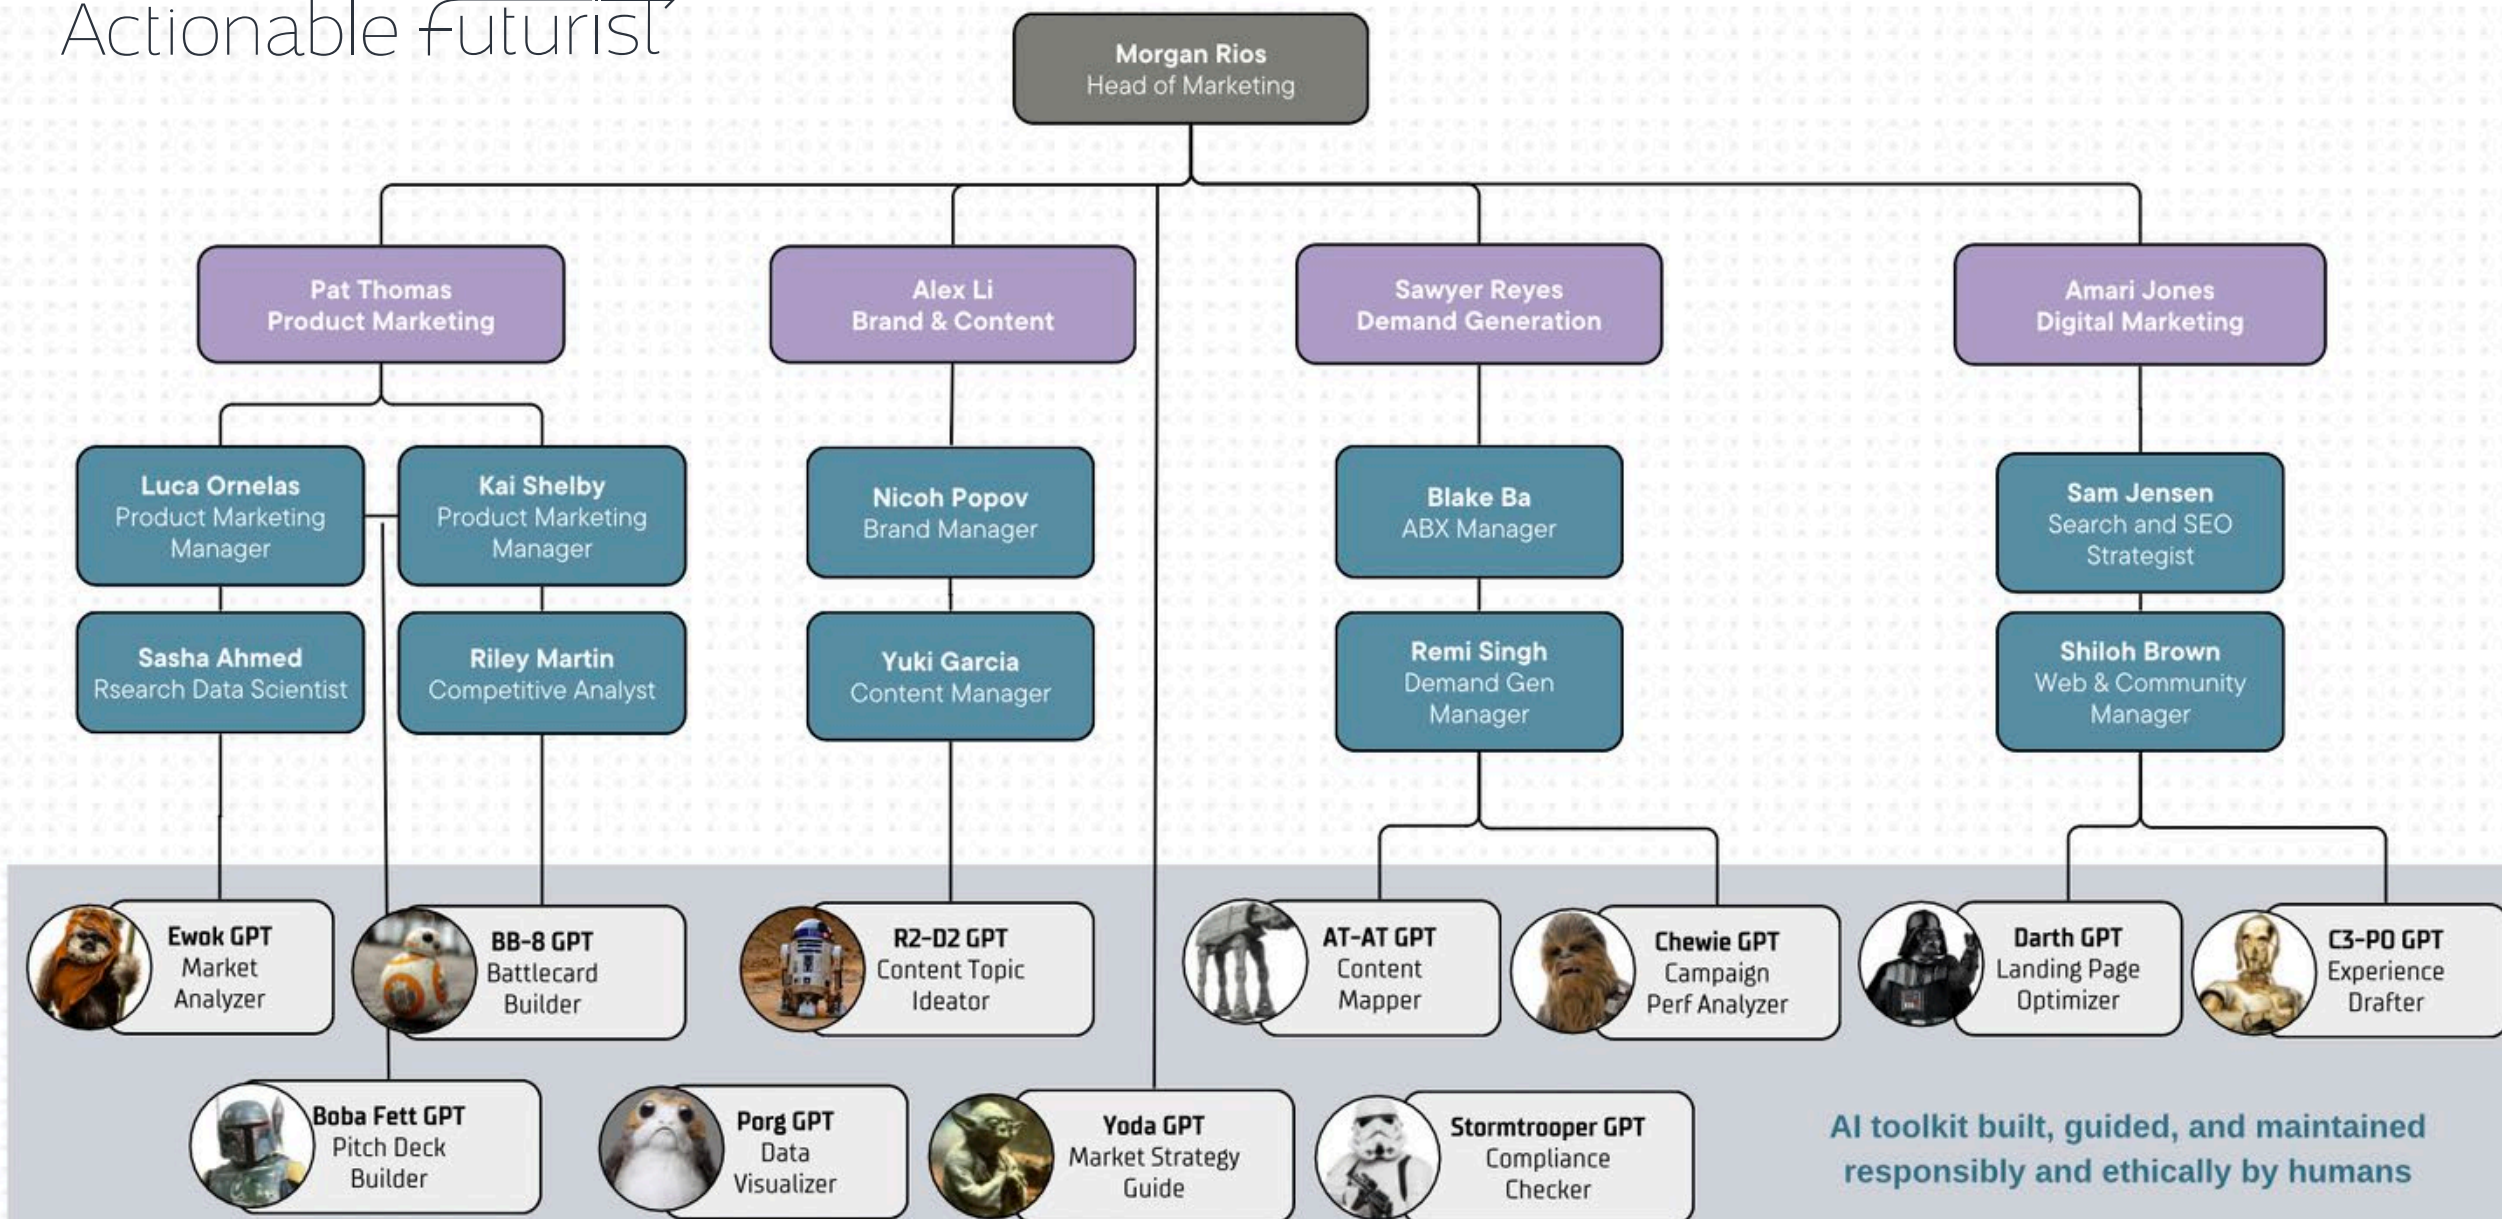 Actionable futurist
Morgan Rios
Head of Marketing
Pat Thomas
Product Marketing
Alex Li
Brand & Content
Sawyer Reyes
Demand Generation
Amari Jones
Digital Marketing
Luca Ornelas
Product Marketing
Manager
Kai Shelby
Product Marketing
Manager
Nicoh Popov
Brand Manager
Blake Ba
ABX Manager
Sam Jensen
Search and SEO
Strategist
Sasha Ahmed
Rsearch Data Scientist
Riley Martin
Competitive Analyst
Yuki Garcia
Content Manager
Remi Singh
Demand Gen
Manager
Shiloh Brown
Web & Community
Manager
Ewok GPT
Market
Analyzer
BB-8 GPT
Battlecard
Builder
R2-D2 GPT
Content Topic
Ideator
AT-AT GPT
Content
Mapper
Chewie GPT
Campaign
Perf Analyzer
Darth GPT
Landing Page
Optimizer
C3-PO GPT
Experience
Drafter
Boba Fett GPT
Pitch Deck
Builder
Porg GPT
Data
Visualizer
Yoda GPT
Market Strategy
Guide
Stormtrooper GPT
Compliance
Checker
AI toolkit built, guided, and maintained
responsibly and ethically by humans